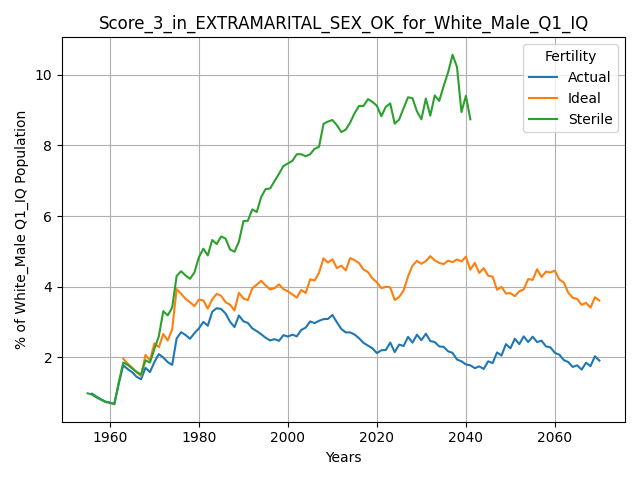 Score_3_in_EXTRAMARITAL_SEX_OK_for_White_Male_Q1_IQ
Fertility
Actual
Ideal
Sterile
% of White_Male Q1_IQ Population
10
8
6
4
2
1960
1980
2000
2020
2040
2060
Years